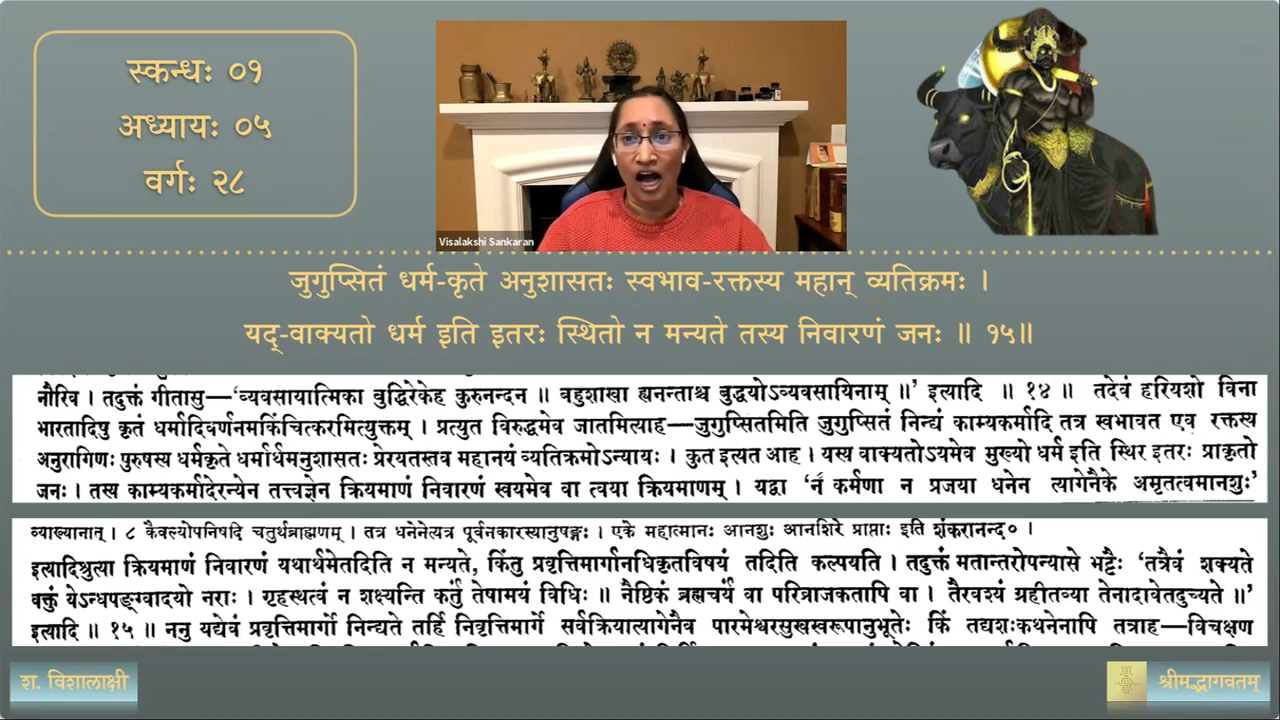 स्कन्धः ०१
अध्यायः ०५
वर्गः २८
Visalakshi Sankaran
जुगुप्सितं धर्म-कृते अनुशासतः स्वभाव-रक्तस्य महान् व्यतिक्रमः ।
यद्-वाक्यतो धर्म इति इतरः स्थितो न मन्यते तस्य निवारणं जनः ॥ १५॥
नौरिव । तदुक्तं गीतासु—‘व्यवसायात्मिका बुद्धिरेकेह कुरुनन्दन ॥ बहुशाखा ह्यनन्ताश्च बुद्धयोऽव्यवसायिनाम् ॥’ इत्यादि ॥ १४ ॥ तदेवं हरियशो विना
भारतादिषु कृतं धर्मादिवर्णनमकिंचित्करमित्युक्तम् । प्रत्युत विरुद्धमेव जातमित्याह—जुगुप्सितमिति जुगुप्सितं निन्द्यं काम्यकर्मादि तत्र स्वभावत एव रक्तस्य
अनुरागिणः पुरुषस्य धर्मकृते धर्मार्थमनुशासतः प्रेरयतस्तव महानयं व्यतिक्रमोऽन्यायः । कुत इत्यत आह । यस्य वाक्यतोऽयमेव मुख्यो धर्म इति स्थिर इतरः प्राकृतो
जनः । तस्य काम्यकर्मादेरन्येन तत्त्वज्ञेन क्रियमाणं निवारणं स्वयमेव वा त्वया क्रियमाणम् । यद्वा ‘न कर्मणा न प्रजया धनेन त्यागेनैके अमृतत्वमानशुः’
व्याख्यानात् । ८ कैवल्योपनिषदि चतुर्थब्राह्मणम् । तत्र धनेनेत्यत्र पूर्वनकारस्यानुषङ्गः । एके महात्मानः आनशुः आनशिरे प्राप्ताः इति शंकरानन्द० ।
इत्यादिश्रुत्या क्रियमाणं निवारणं यथार्थमेतदिति न मन्यते, किंतु प्रवृत्तिमार्गानधिकृतविषयं तदिति कल्पयति । तदुक्तं मतान्तरोपन्यासे भट्टैः ‘तत्रैवं शक्यते
वक्तुं येऽन्धपङ्ग्वादयो नराः । गृहस्थत्वं न शक्ष्यन्ति कर्तुं तेषामयं विधिः ॥ नैष्ठिकं ब्रह्मचर्यं वा परिव्राजकतापि वा । तैरवश्यं ग्रहीतव्या तेनादावेतदुच्यते ॥’
इत्यादि ॥ १५ ॥ ननु यद्येवं प्रवृत्तिमार्गो निन्द्यते तर्हि निवृत्तिमार्गे सर्वक्रियात्यागेनैव पारमेश्वरसुखस्वरूपानुभूतेः किं तद्यशःकथनेनापि तत्राह—विचक्षण
श. विशालाक्षी
श्रीमद्भागवतम्